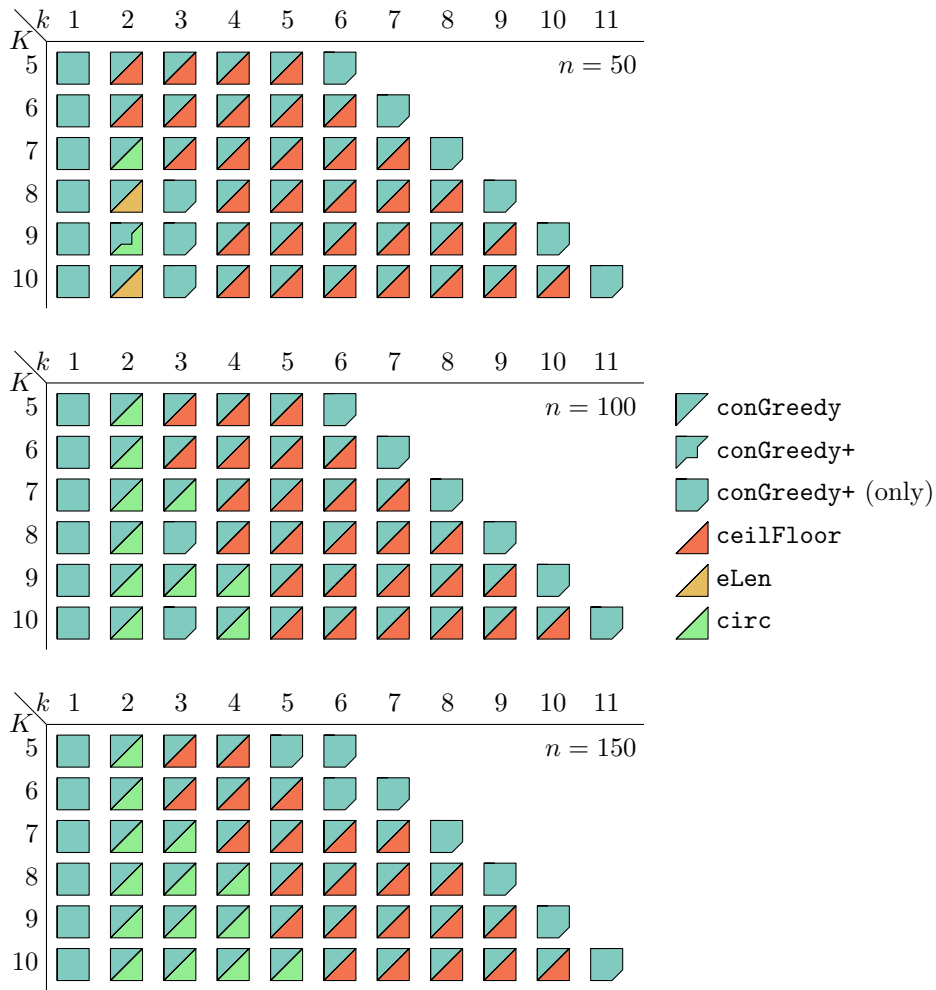 k 1 2 3 4 5 6 7 8 9 10 11
K
5 n = 50
6
7
8
9
10
k 1 2 3 4 5 6 7 8 9 10 11
K
5 n = 100
conGreedy
6
conGreedy+
7
conGreedy+ (only)
8
ceilFloor
9
eLen
10
circ
k 1 2 3 4 5 6 7 8 9 10 11
K
5 n = 150
6
7
8
9
10